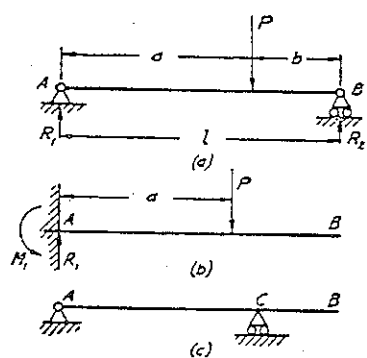 P
a b
A B
R₁ l R₂
(a)
P
a
A B
M₁ R₁
(b)
A C B
(c)